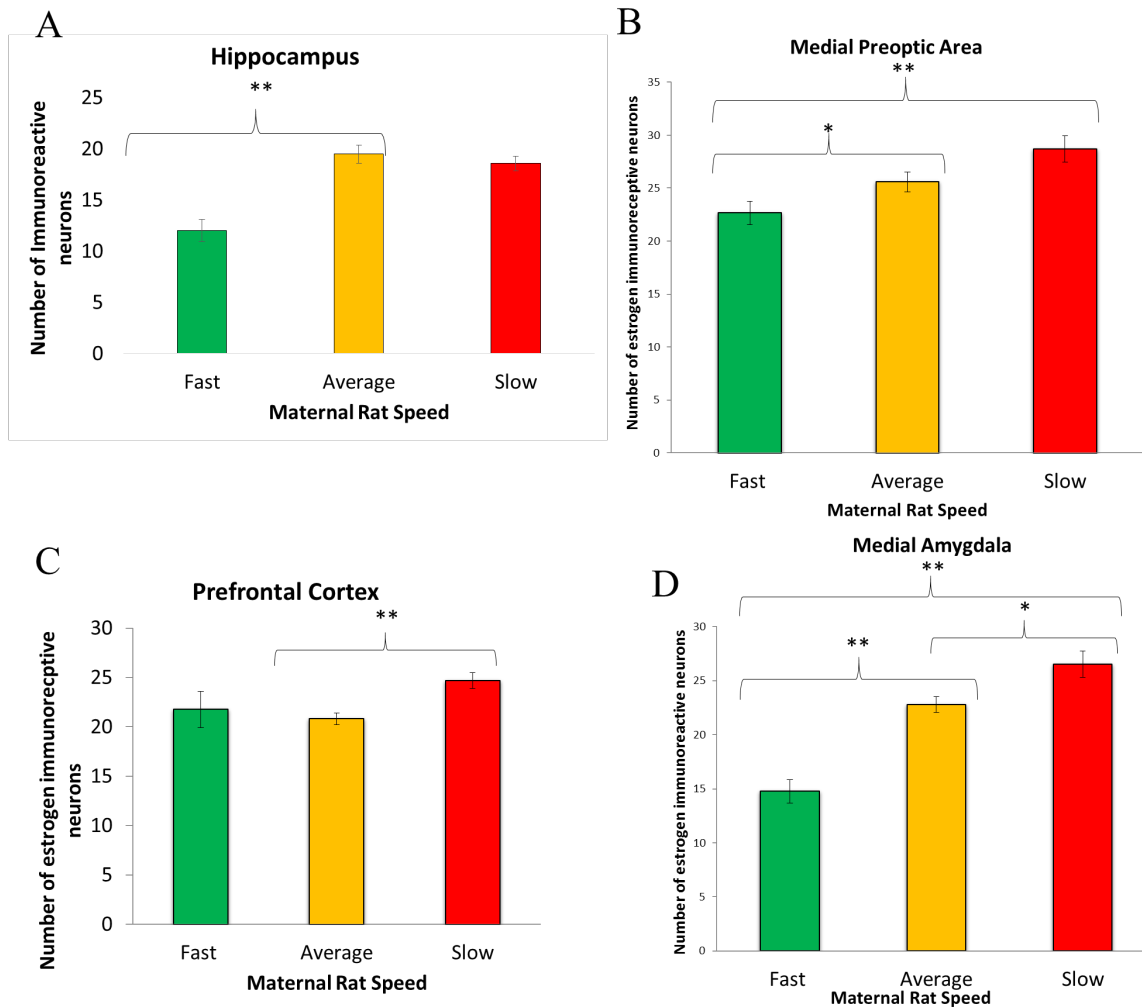 A
Hippocampus
**
Number of Immunoreactive
neurons
25
20
15
10
5
0
Fast Average Slow
Maternal Rat Speed
B
Medial Preoptic Area
**
*
Number of estrogen immunoreceptive neurons
35
30
25
20
15
10
5
0
Fast Average Slow
Maternal Rat Speed
C
Prefrontal Cortex
**
Number of estrogen immunorecptive
neurons
30
25
20
15
10
5
0
Fast Average Slow
Maternal Rat Speed
D
Medial Amygdala
**
*
**
Number of estrogen immunoreactive neurons
30
25
20
15
10
5
0
Fast Average Slow
Maternal Rat Speed